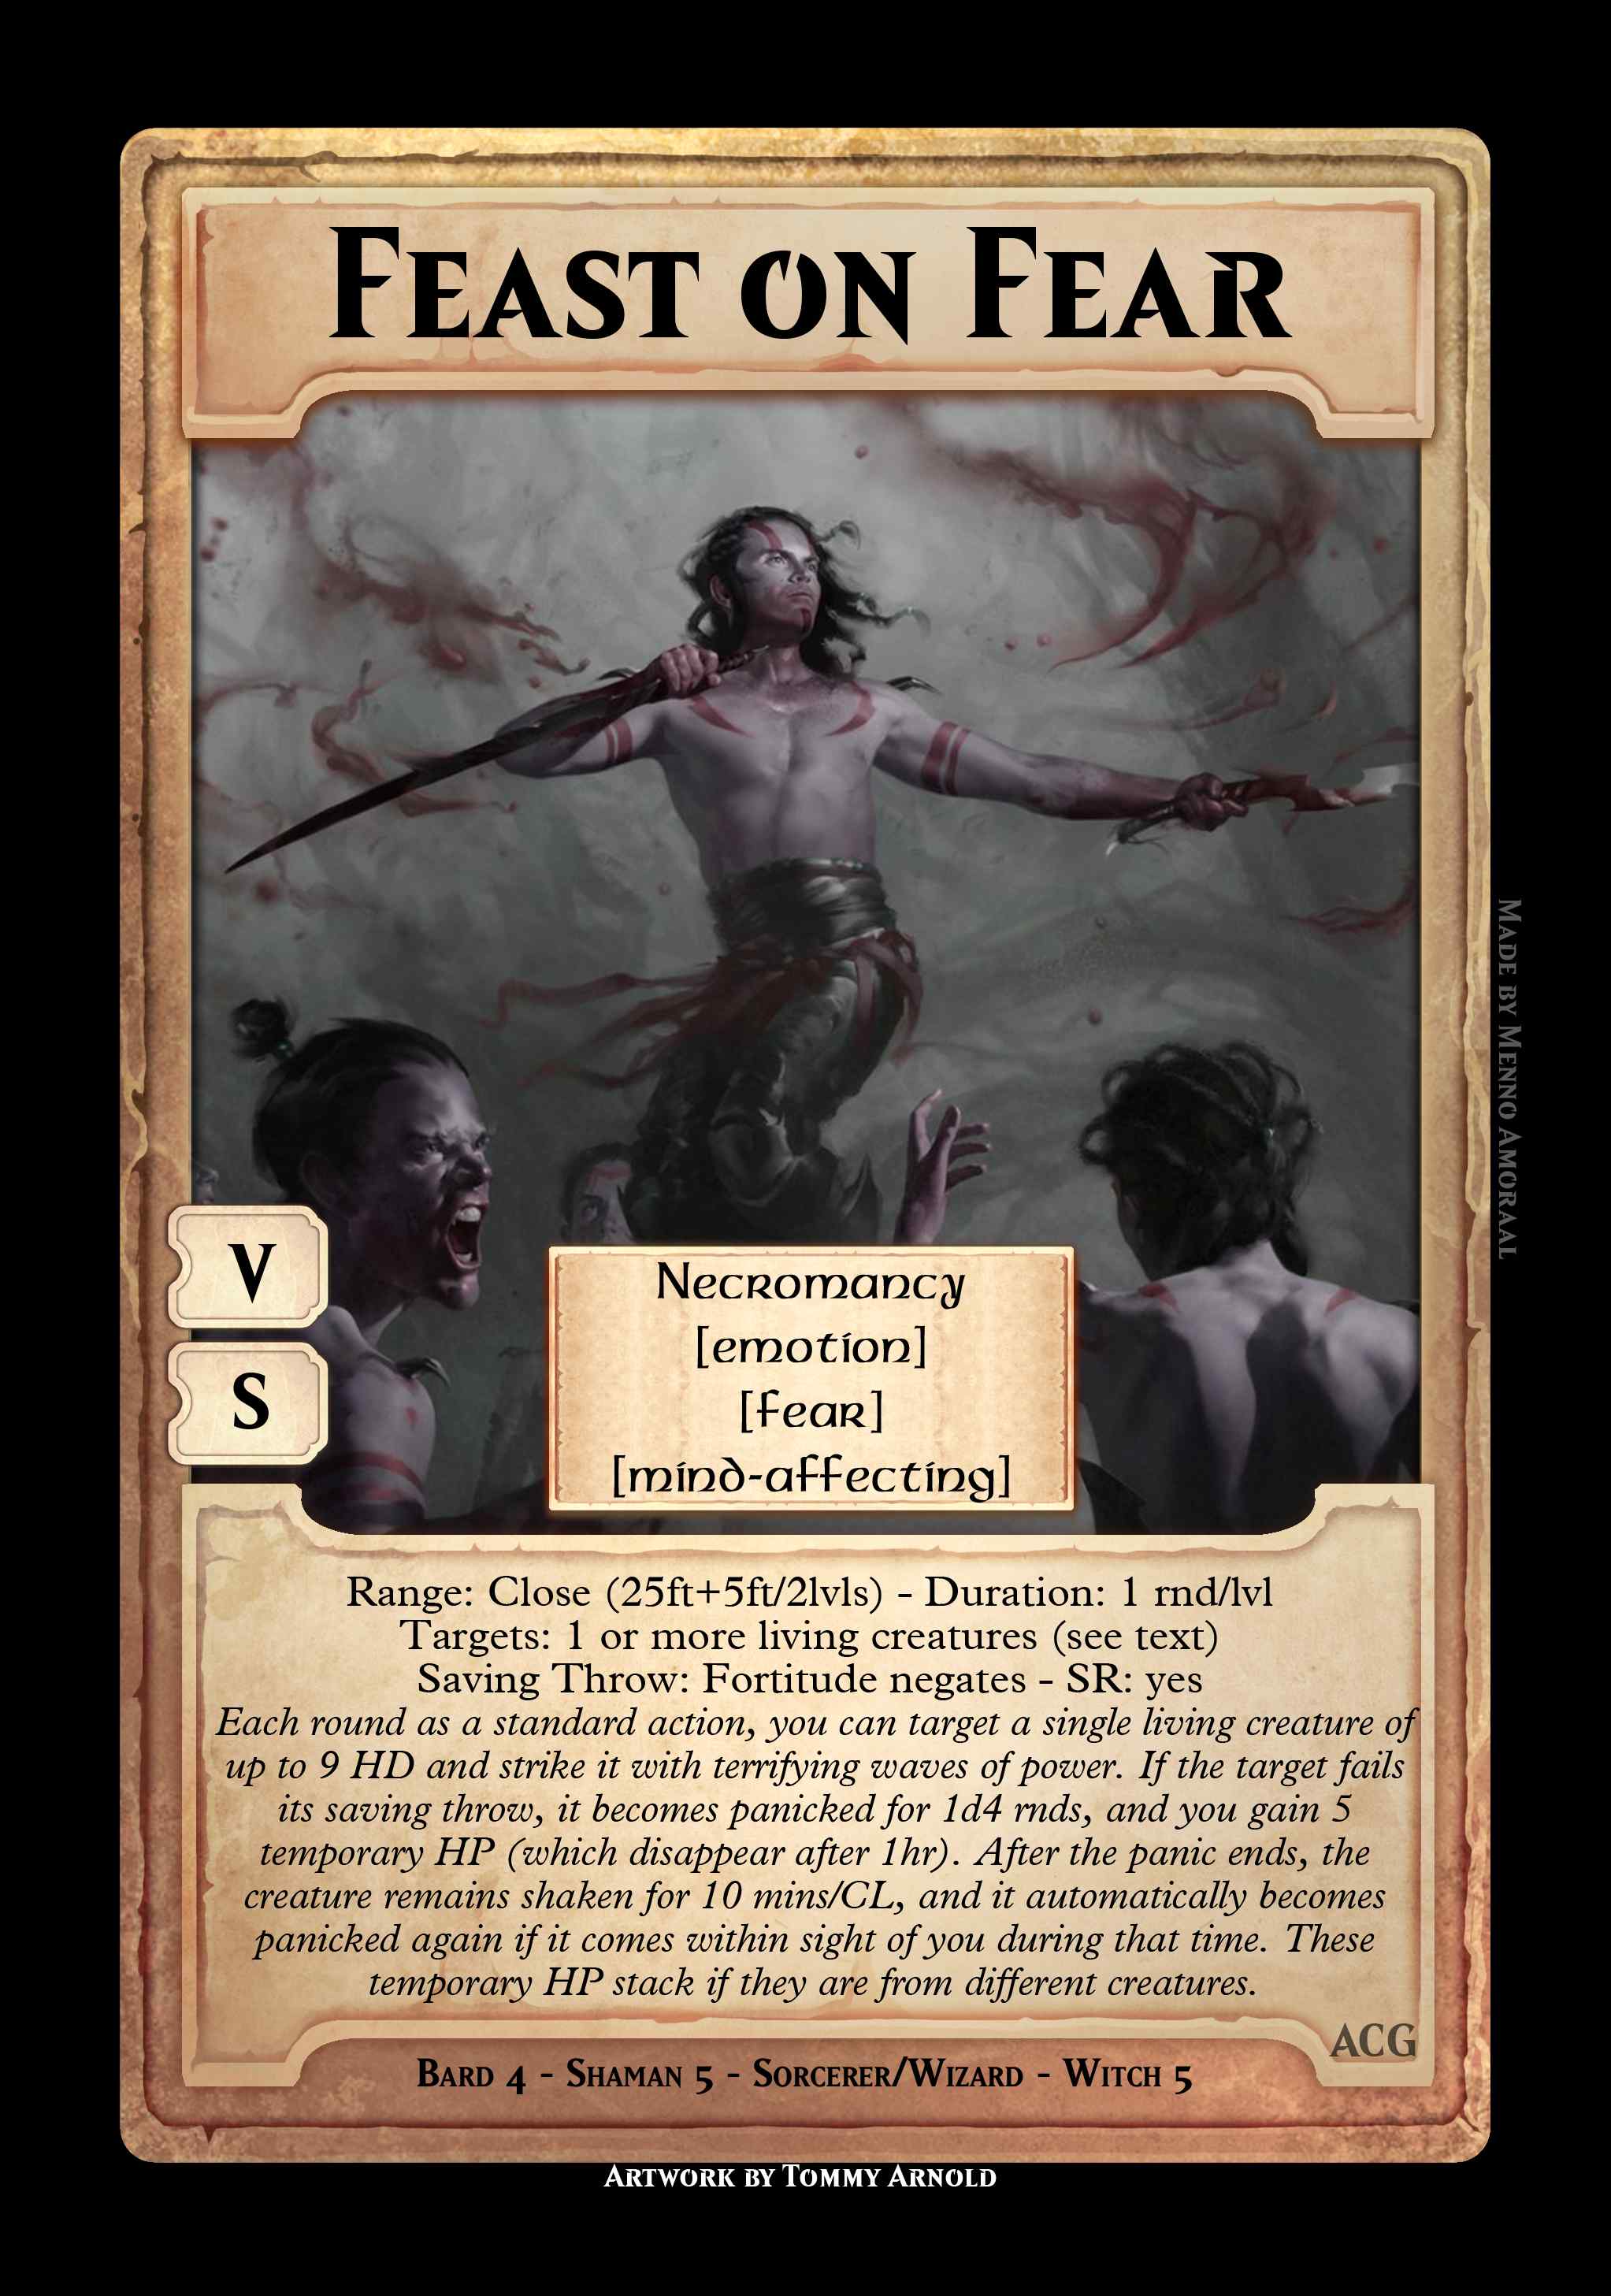 Feast on Fear
V
S
Necromancy
[emotion]
[fear]
[mind-affecting]
Range: Close (25ft+5ft/2lvls) - Duration: 1 rnd/lvl
Targets: 1 or more living creatures (see text)
Saving Throw: Fortitude negates - SR: yes
Each round as a standard action, you can target a single living creature of
up to 9 HD and strike it with terrifying waves of power. If the target fails
its saving throw, it becomes panicked for 1d4 rnds, and you gain 5
temporary HP (which disappear after 1hr). After the panic ends, the
creature remains shaken for 10 mins/CL, and it automatically becomes
panicked again if it comes within sight of you during that time. These
temporary HP stack if they are from different creatures.
ACG
Bard 4 - Shaman 5 - Sorcerer/Wizard - Witch 5
Artwork by Tommy Arnold
Made by Menno Amoraal